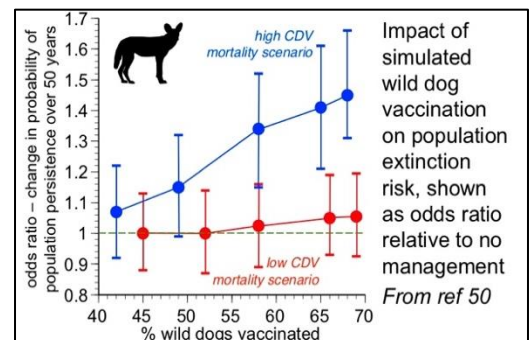 odds ratio – change in probability of
population persistence over 50 years
1.7
1.6
1.5
1.4
1.3
1.2
1.1
1
0.9
0.8
high CDV
mortality scenario
low CDV
mortality scenario
40 45 50 55 60 65 70
% wild dogs vaccinated
Impact of
simulated
wild dog
vaccination
on population
extinction
risk, shown
as odds ratio
relative to no
management
From ref 50